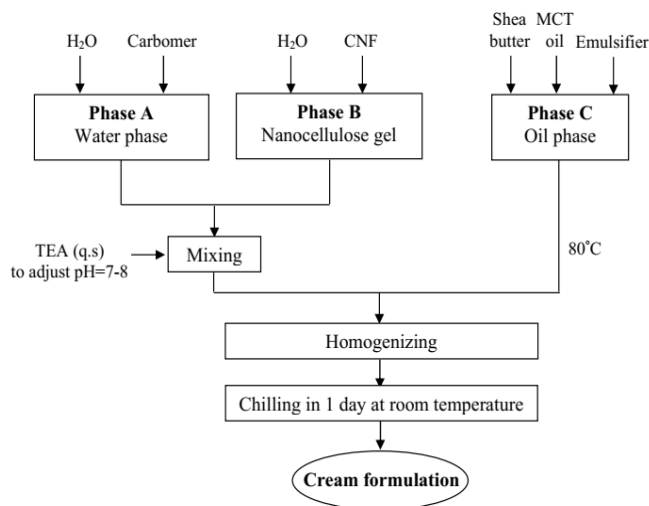 H₂O
Carbomer
H₂O
CNF
Shea
butter
MCT
oil
Emulsifier
Phase A
Water phase
Phase B
Nanocellulose gel
Phase C
Oil phase
TEA (q.s)
to adjust pH=7-8
Mixing
80˚C
Homogenizing
Chilling in 1 day at room temperature
Cream formulation